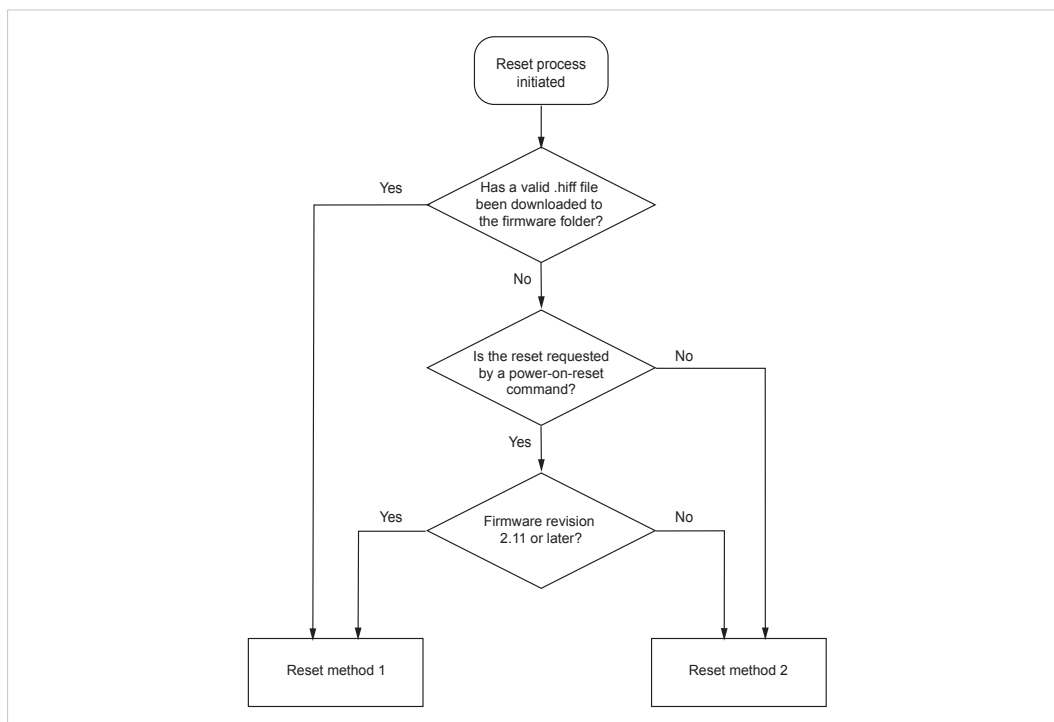 Reset process
initiated
Yes
Has a valid .hiff file
been downloaded to
the firmware folder?
No
Is the reset requested
by a power-on-reset
command?
No
Yes
Yes
Firmware revision
2.11 or later?
No
Reset method 1
Reset method 2